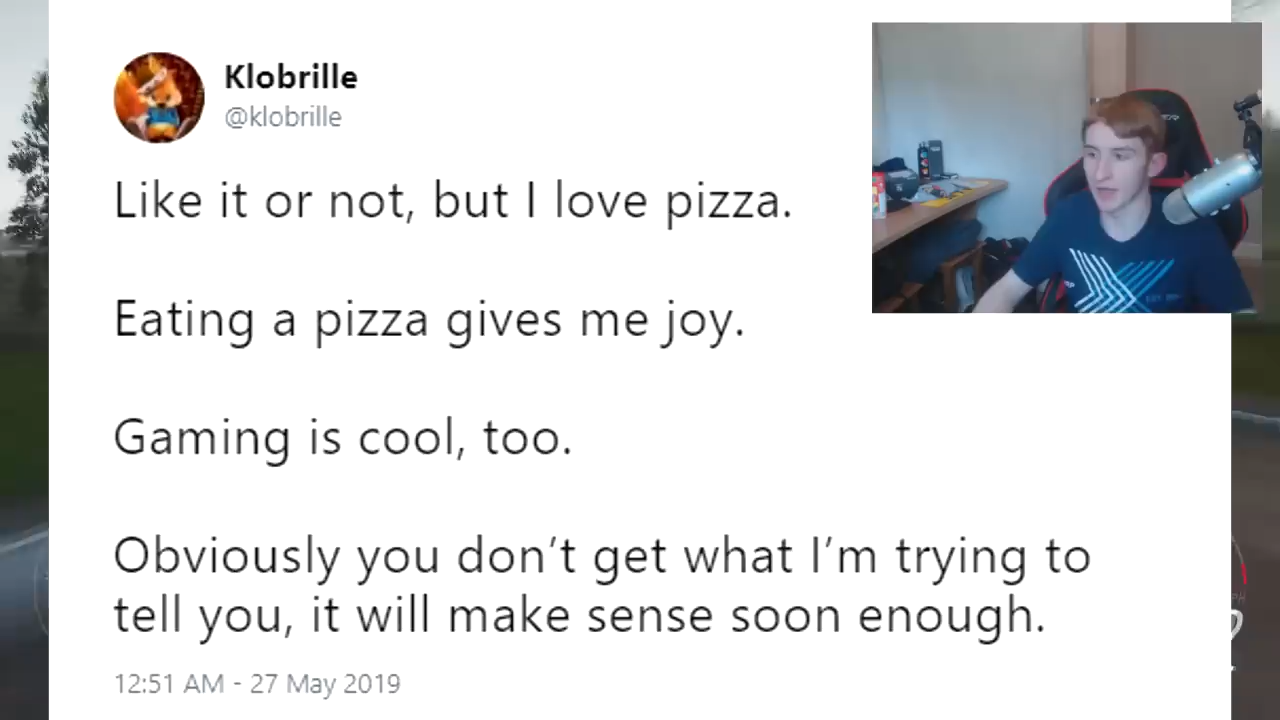 Klobrille
@klobrille
Like it or not, but I love pizza.
Eating a pizza gives me joy.
Gaming is cool, too.
Obviously you don't get what I'm trying to
tell you, it will make sense soon enough.
12:51 AM - 27 May 2019